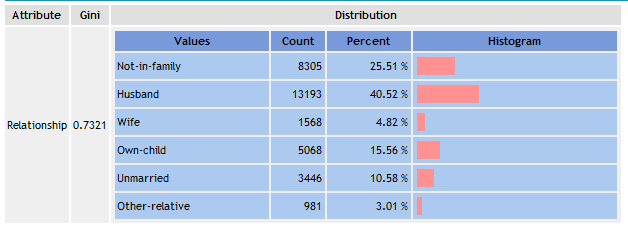 Attribute Gini Distribution
Values Count Percent Histogram
Not-in-family 8305 25.51 %
Husband 13193 40.52 %
Relationship 0.7321 Wife 1568 4.82 %
Own-child 5068 15.56 %
Unmarried 3446 10.58 %
Other-relative 981 3.01 %